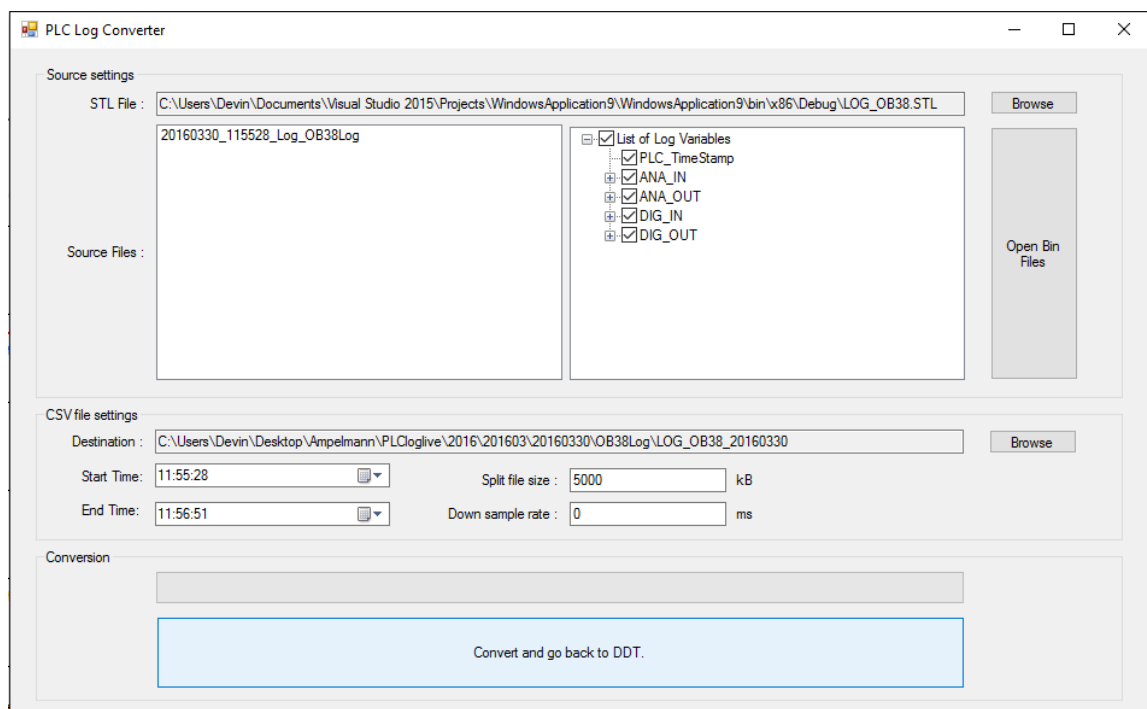 PLC Log Converter
Source settings
STL File :
C:\Users\Devin\Documents\Visual Studio 2015\Projects\WindowsApplication9\WindowsApplication9\bin\x86\Debug\LOG_OB38.STL
Browse
20160330_115528_Log_OB38Log
List of Log Variables
PLC_TimeStamp
ANA_IN
ANA_OUT
DIG_IN
DIG_OUT
Source Files :
Open Bin
Files
CSV file settings
Destination :
C:\Users\Devin\Desktop\Ampelmann\PLCloglive\2016\201603\20160330\OB38Log\LOG_OB38_20160330
Browse
Start Time:
11:55:28
Split file size :
5000
kB
End Time:
11:56:51
Down sample rate :
0
ms
Conversion
Convert and go back to DDT.